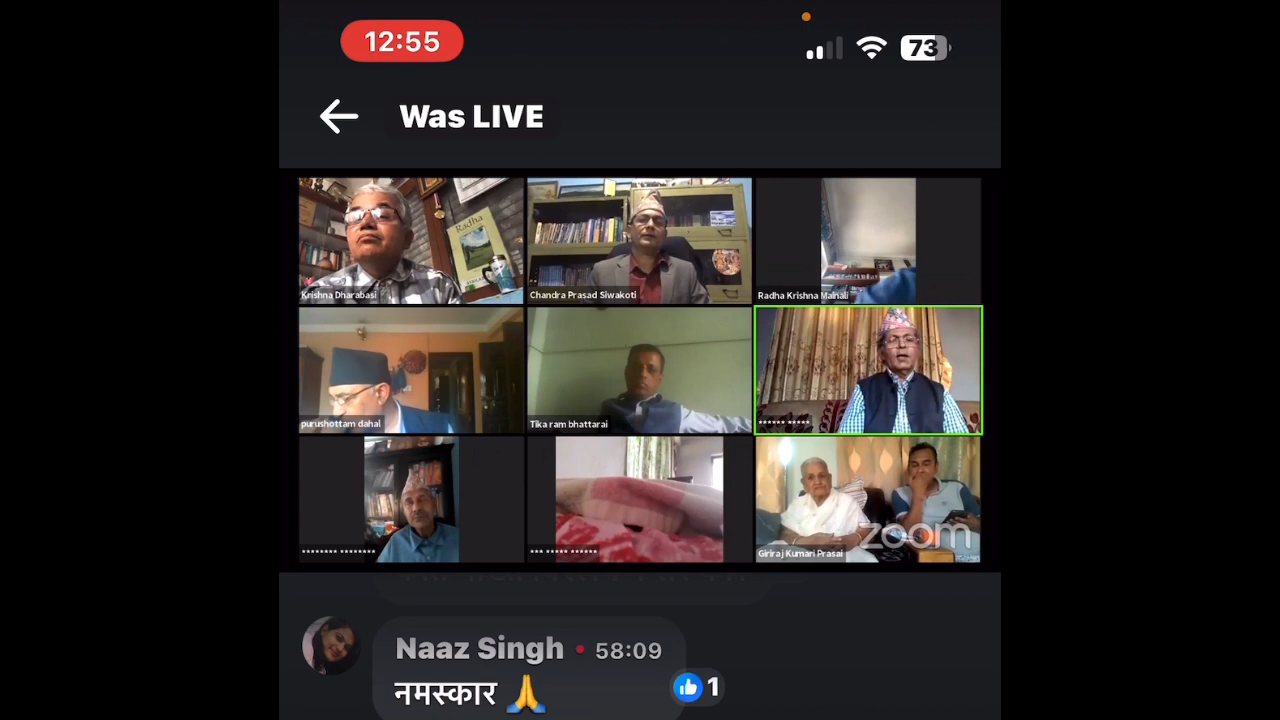 12:55
73
Was LIVE
Radha
Krishna Dharabasi
Chandra Prasad Siwakoti
Radha Krishna Mainali
purushottam dahal
Tika ram bhattarai
****** *****
******** ********
*** ***** ******
Giriraj Kumari Prasai
zoom
Naaz Singh • 58:09
नमस्कार 🙏
1